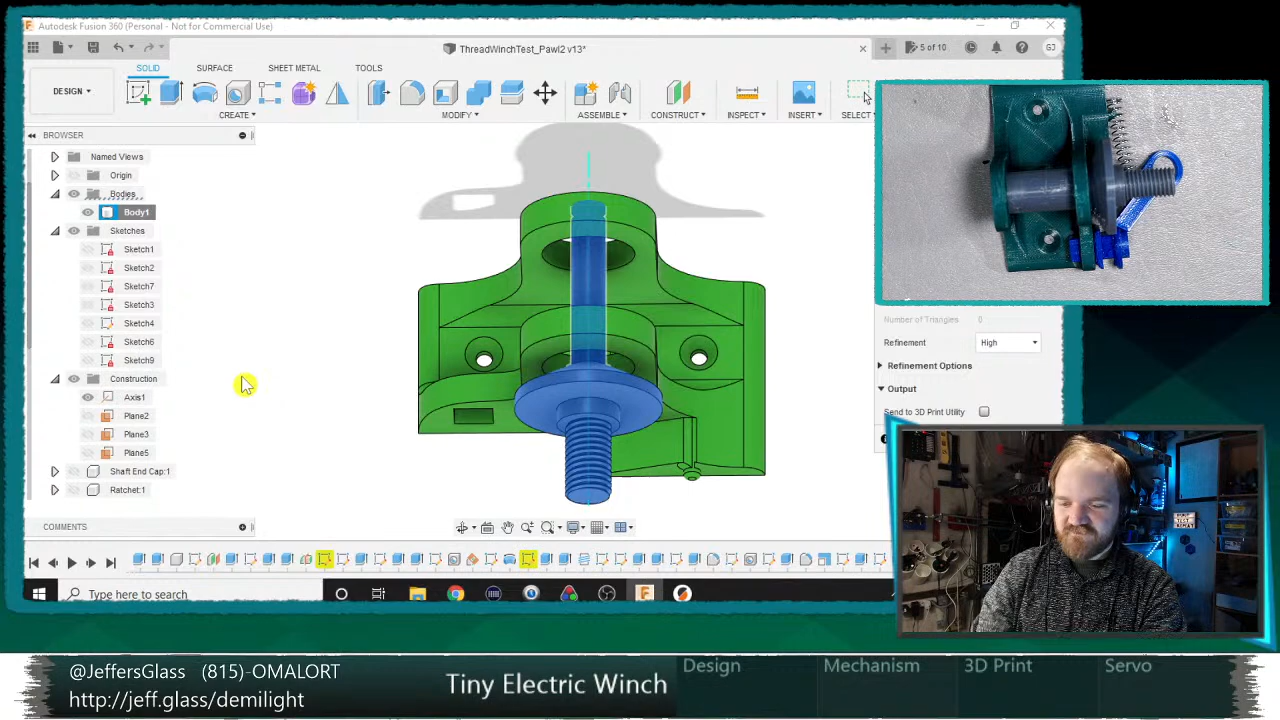 Autodesk Fusion 360 (Personal - Not for Commercial Use)
ThreadWinchTest_Pawl2 v13*
5 of 10
GJ
SOLID SURFACE SHEET METAL TOOLS
DESIGN
CREATE MODIFY ASSEMBLE CONSTRUCT INSPECT INSERT SELECT
BROWSER
Named Views
Origin
Bodies
Body1
Sketches
Sketch1
Sketch2
Sketch7
Sketch3
Sketch4
Sketch6
Sketch9
Construction
Axis1
Plane2
Plane3
Plane5
Shaft End Cap:1
Ratchet:1
COMMENTS
Number of Triangles 0
Refinement High
Refinement Options
Output
Send to 3D Print Utility
Type here to search
@JeffersGlass (815)-OMALORT
http://jeff.glass/demilight
Tiny Electric Winch
Design Mechanism 3D Print Servo